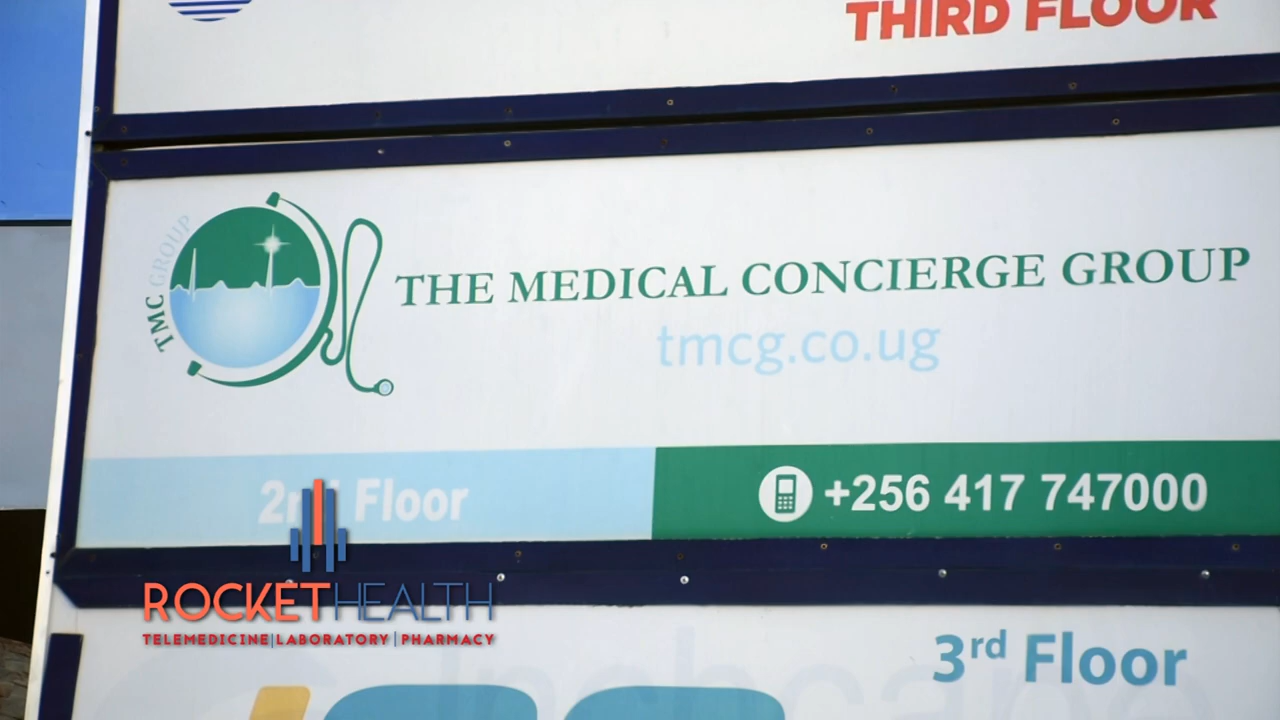 THIRD FLOOR
TMC GROUP
THE MEDICAL CONCIERGE GROUP
tmcg.co.ug
2nd Floor
+256 417 747000
ROCKETHEALTH
TELEMEDICINE|LABORATORY|PHARMACY
3rd Floor